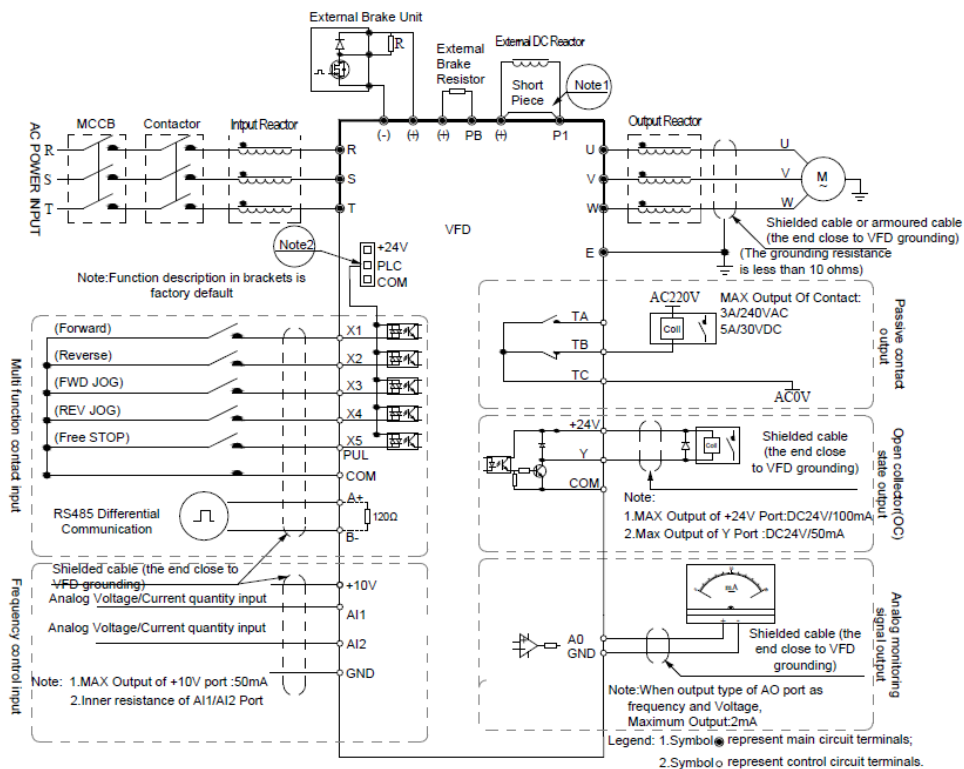 External Brake Unit
R
External
Brake
Resistor
External DC Reactor
Short
Piece
Note1
(-)
(+)
(+)
PB
(+)
P1
AC POWER INPUT
MCCB
Contactor
Intput Reactor
R
S
T
R
S
T
VFD
Output Reactor
U
V
W
E
U
V
W
M
~
Shielded cable or armoured cable
(the end close to VFD grounding)
(The grounding resistance
is less than 10 ohms)
Note2
+24V
PLC
COM
Note:Function description in brackets is
factory default
Multi function contact input
(Forward)
(Reverse)
(FWD JOG)
(REV JOG)
(Free STOP)
X1
X2
X3
X4
X5
PUL
COM
A+
120Ω
B-
RS485 Differential
Communication
Shielded cable (the end close to
VFD grounding)
Frequency control input
+10V
Analog Voltage/Current quantity input
AI1
Analog Voltage/Current quantity input
AI2
GND
Note: 1.MAX Output of +10V port :50mA
2.Inner resistance of AI1/AI2 Port
Passive contact
output
TA
TB
TC
AC220V
Coil
MAX Output Of Contact:
3A/240VAC
5A/30VDC
AC0V
Open collector(OC)
state output
+24V
Y
COM
Coil
Shielded cable
(the end close
to VFD grounding)
Note:
1.MAX Output of +24V Port:DC24V/100mA
2.Max Output of Y Port :DC24V/50mA
Analog monitoring
signal output
mA
+ -
A0
GND
Shielded cable (the
end close to VFD
grounding)
Note:When output type of AO port as
frequency and Voltage,
Maximum Output:2mA
Legend: 1.Symbol represent main circuit terminals;
2.Symbol represent control circuit terminals.